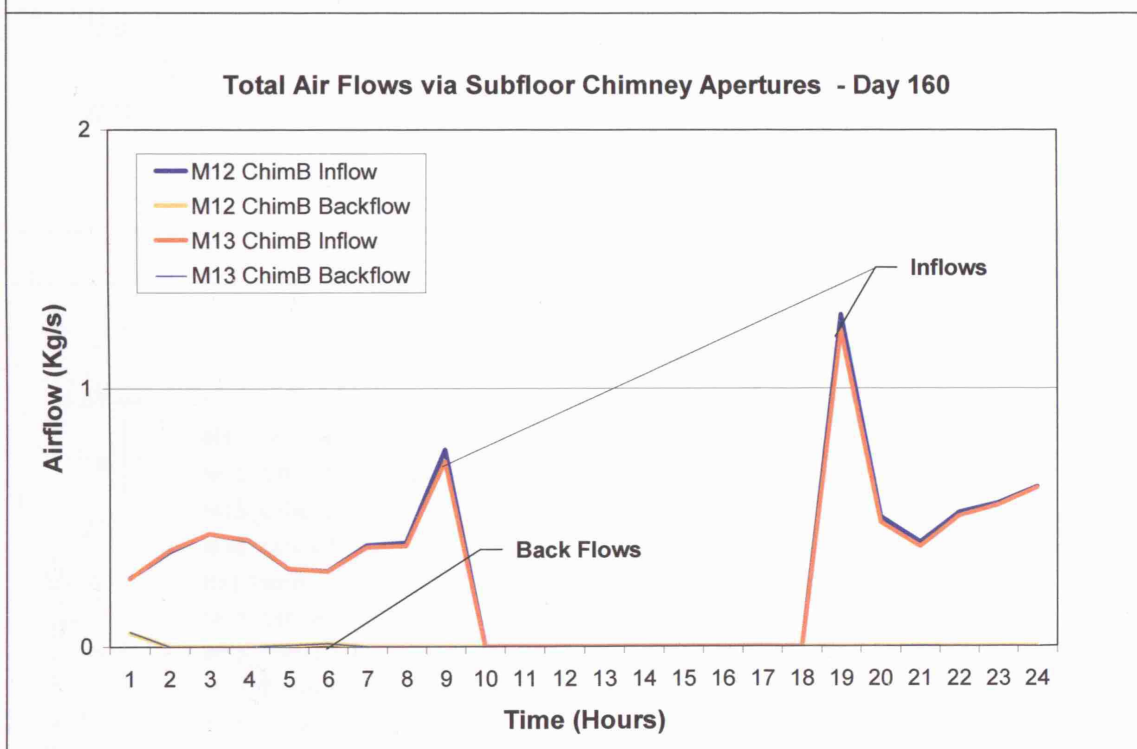 Total Air Flows via Subfloor Chimney Apertures - Day 160
2
M12 ChimB Inflow
M12 ChimB Backflow
M13 ChimB Inflow
M13 ChimB Backflow
Inflows
Airflow (Kg/s)
1
Back Flows
0
1 2 3 4 5 6 7 8 9 10 11 12 13 14 15 16 17 18 19 20 21 22 23 24
Time (Hours)